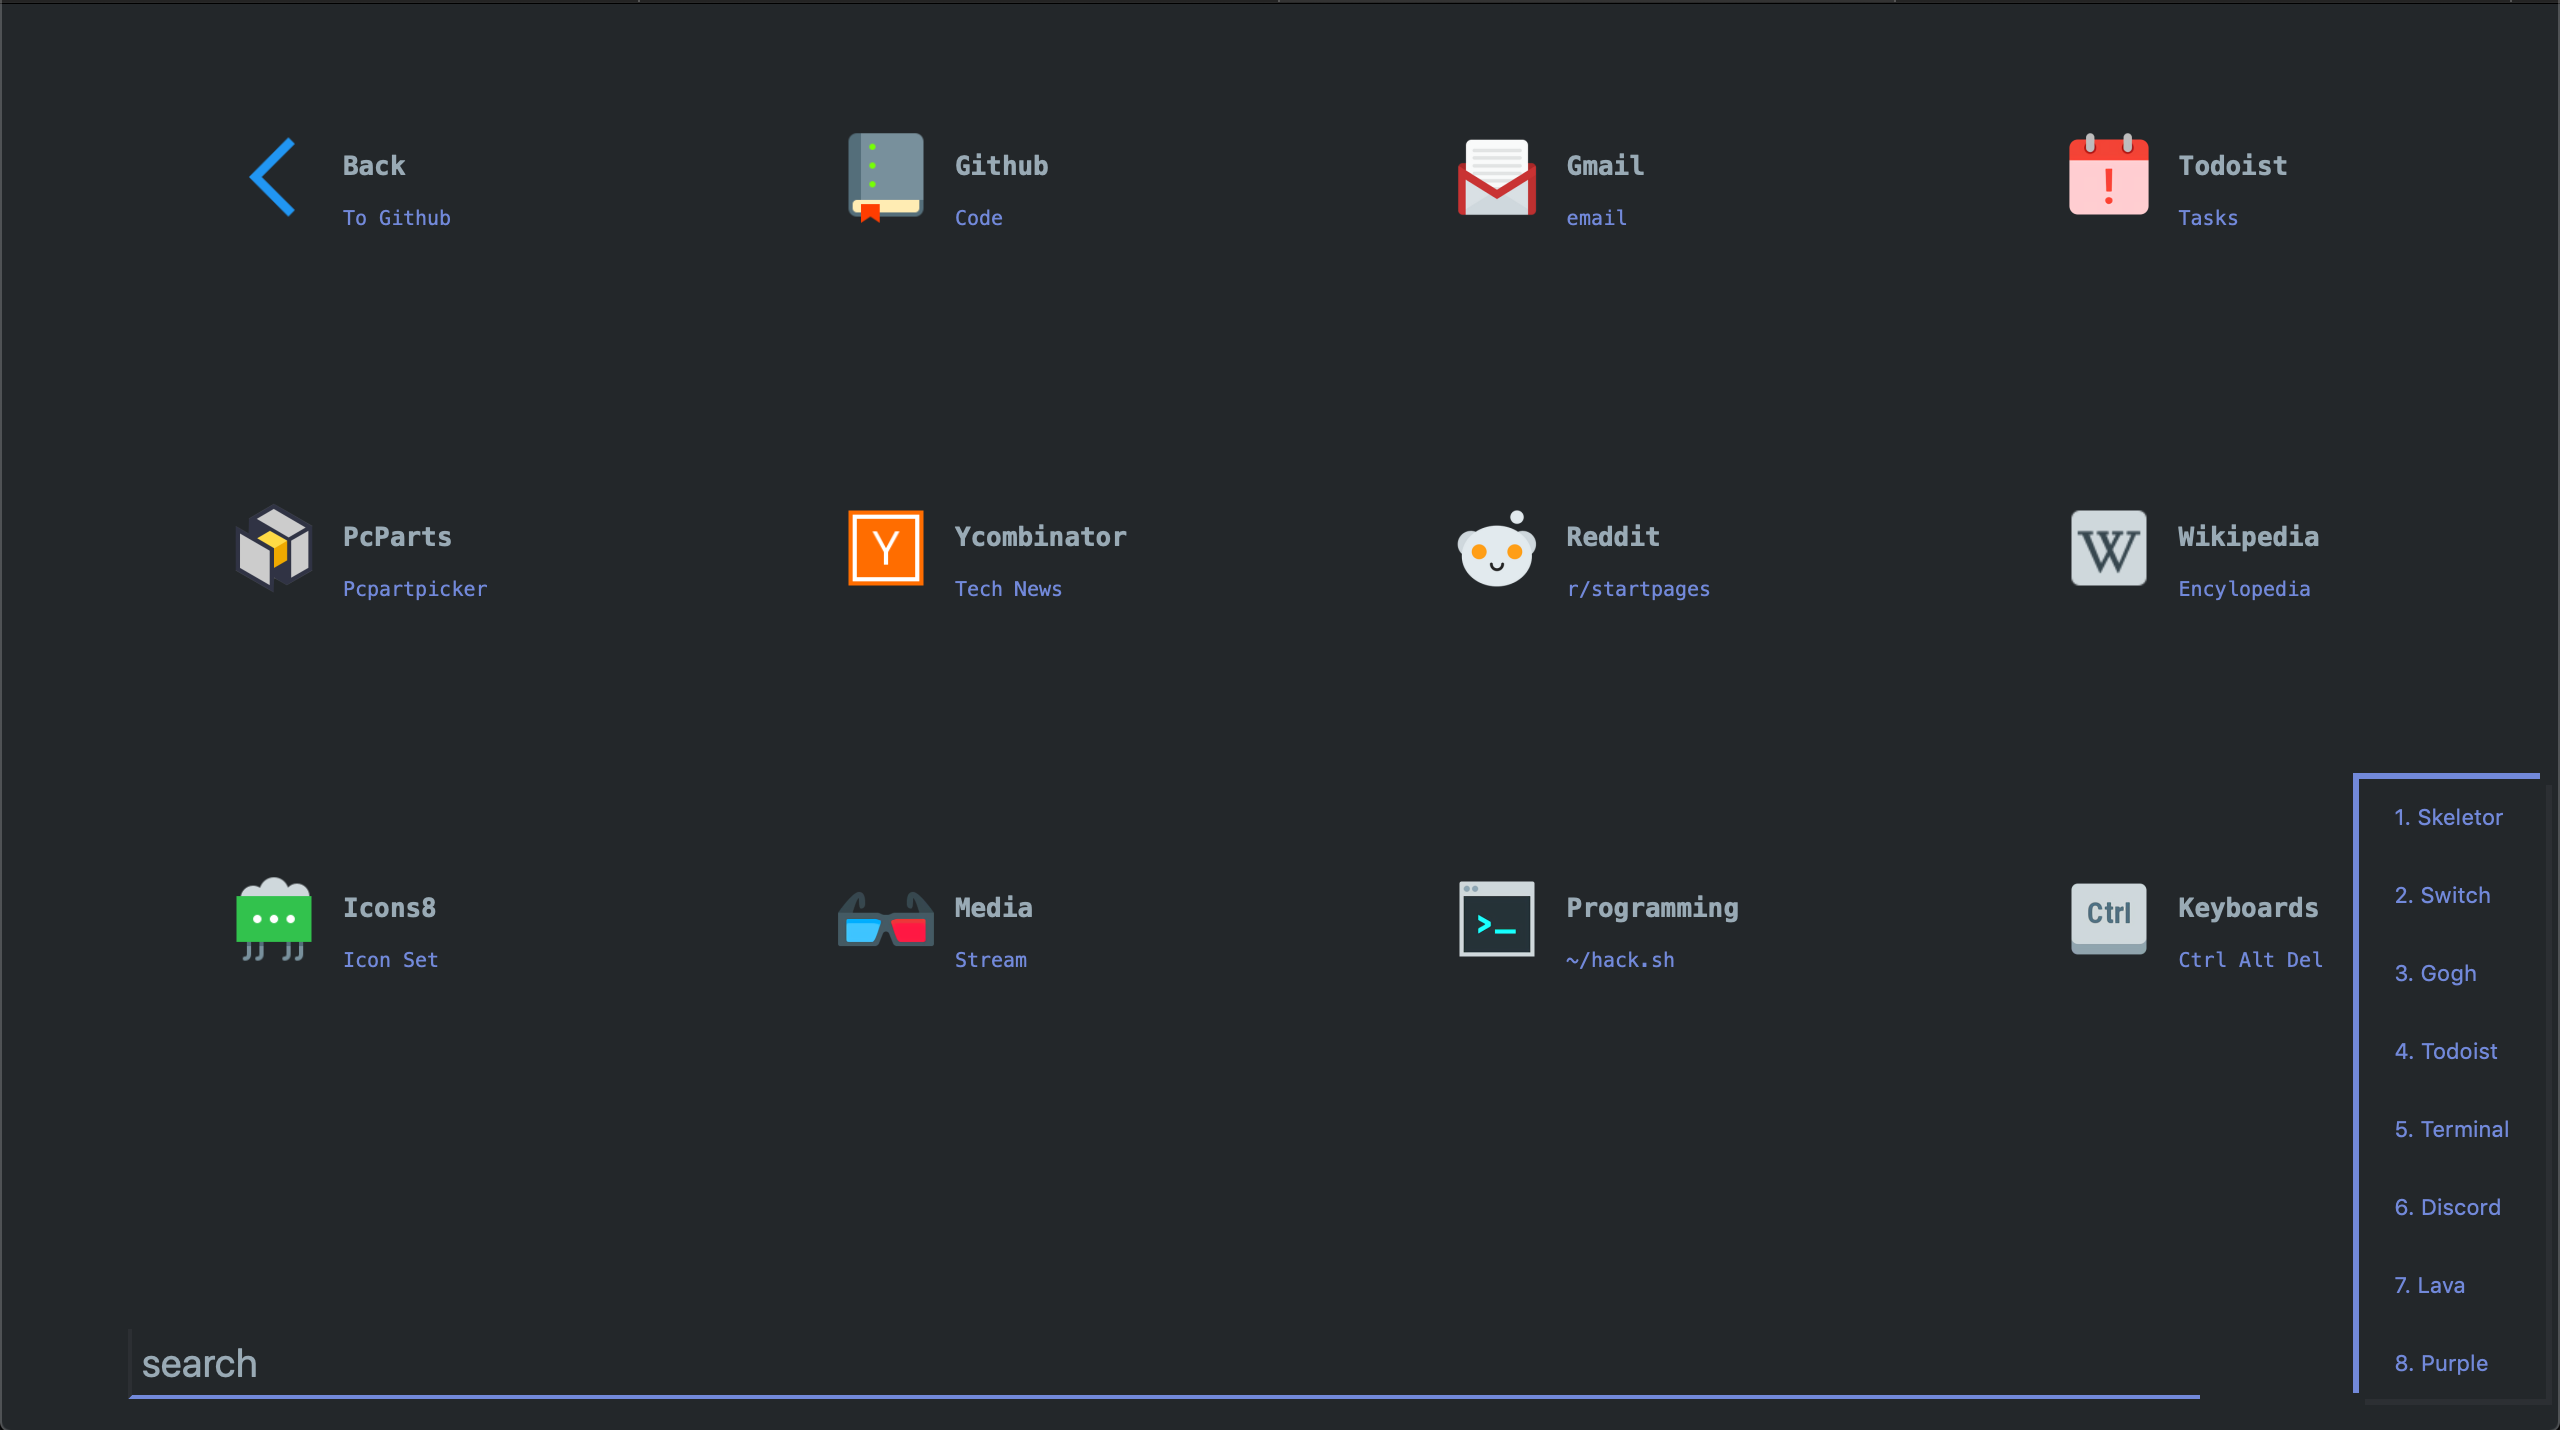 Back
To Github
Github
Code
Gmail
email
Todoist
Tasks
PcParts
Pcpartpicker
Y
Ycombinator
Tech News
Reddit
r/startpages
W
Wikipedia
Encylopedia
Icons8
Icon Set
Media
Stream
>_
Programming
~/hack.sh
Ctrl
Keyboards
Ctrl Alt Del
1. Skeletor
2. Switch
3. Gogh
4. Todoist
5. Terminal
6. Discord
7. Lava
8. Purple
search